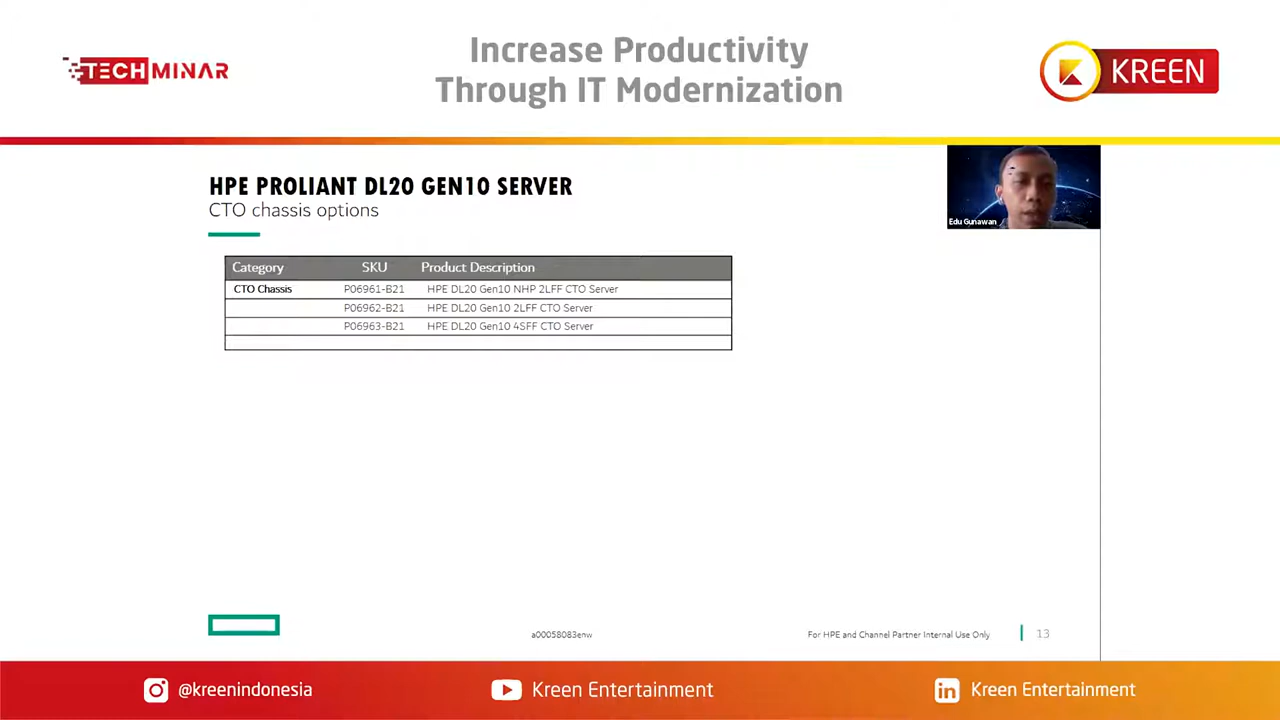 TECHMINAR
Increase Productivity
Through IT Modernization
KREEN
HPE PROLIANT DL20 GEN10 SERVER
CTO chassis options
Edu Gunawan
Category SKU Product Description
CTO Chassis P06961-B21 HPE DL20 Gen10 NHP 2LFF CTO Server
P06962-B21 HPE DL20 Gen10 2LFF CTO Server
P06963-B21 HPE DL20 Gen10 4SFF CTO Server
a00058083enw For HPE and Channel Partner Internal Use Only 13
@kreenindonesia Kreen Entertainment in Kreen Entertainment